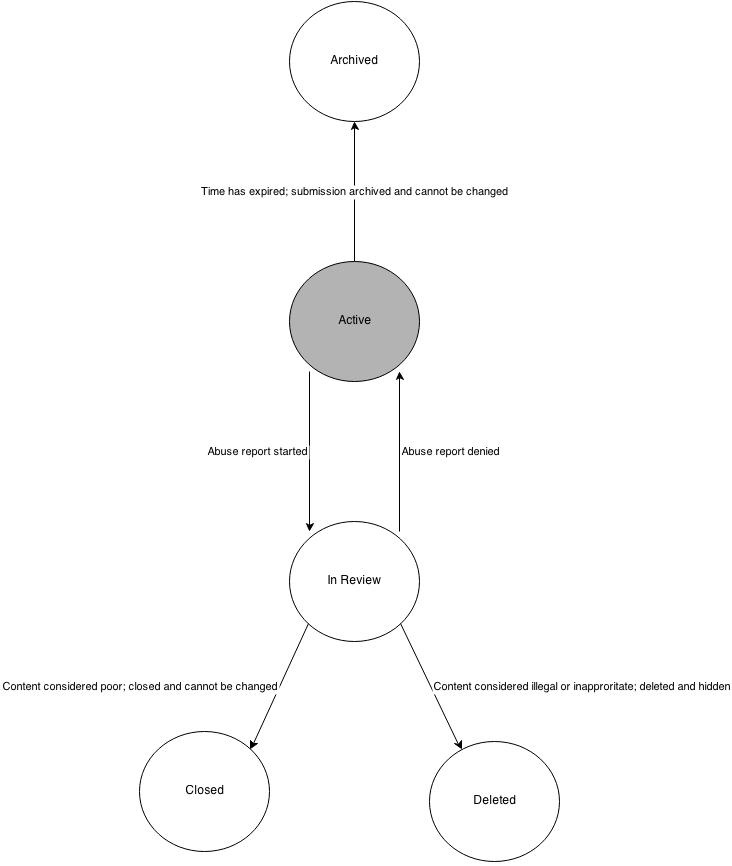 Archived
Time has expired; submission archived and cannot be changed
Active
Abuse report started
Abuse report denied
In Review
Content considered poor; closed and cannot be changed
Content considered illegal or inapproritate; deleted and hidden
Closed
Deleted